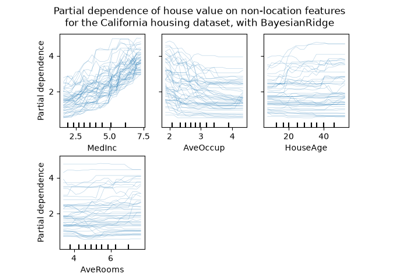 Partial dependence of house value on non-location features
for the California housing dataset, with BayesianRidge
Partial dependence
4
2
2.5 5.0 7.5
MedInc
2 3 4
AveOccup
20 40
HouseAge
Partial dependence
4
2
4 6
AveRooms